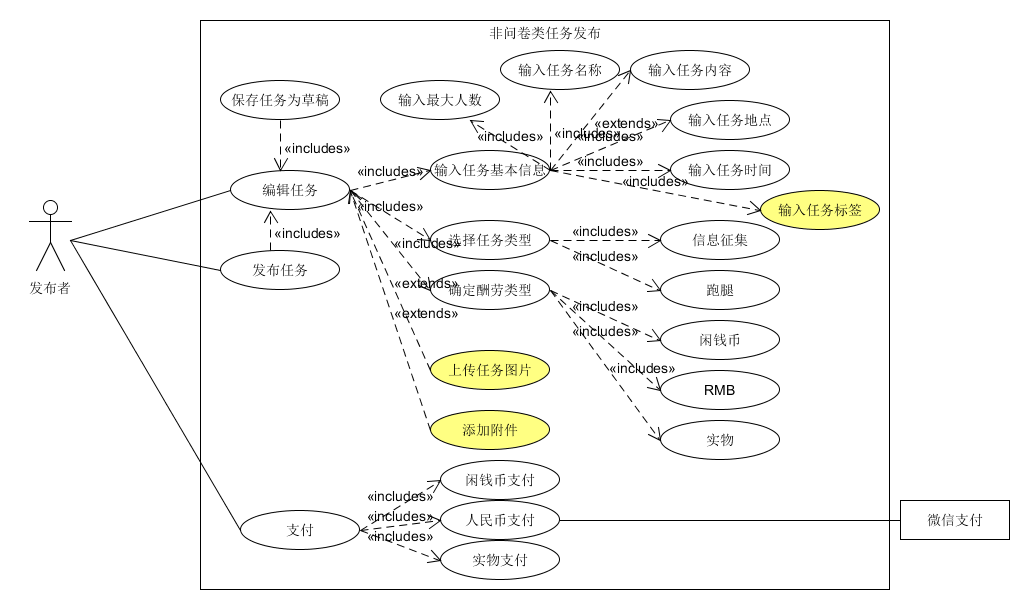 非问卷类任务发布
输入任务名称
输入任务内容
保存任务为草稿
输入最大人数
输入任务地点
«extends»
«includes»
«includes»
«includes»
«includes»
输入任务基本信息
«includes»
输入任务时间
«includes»
«includes»
编辑任务
«includes»
输入任务标签
«includes»
选择任务类型
«includes»
信息征集
«includes»
«includes»
发布任务
发布者
«extends»
确定酬劳类型
跑腿
«includes»
«extends»
«includes»
闲钱币
«includes»
上传任务图片
RMB
添加附件
实物
闲钱币支付
«includes»
支付
«includes»
人民币支付
微信支付
«includes»
实物支付